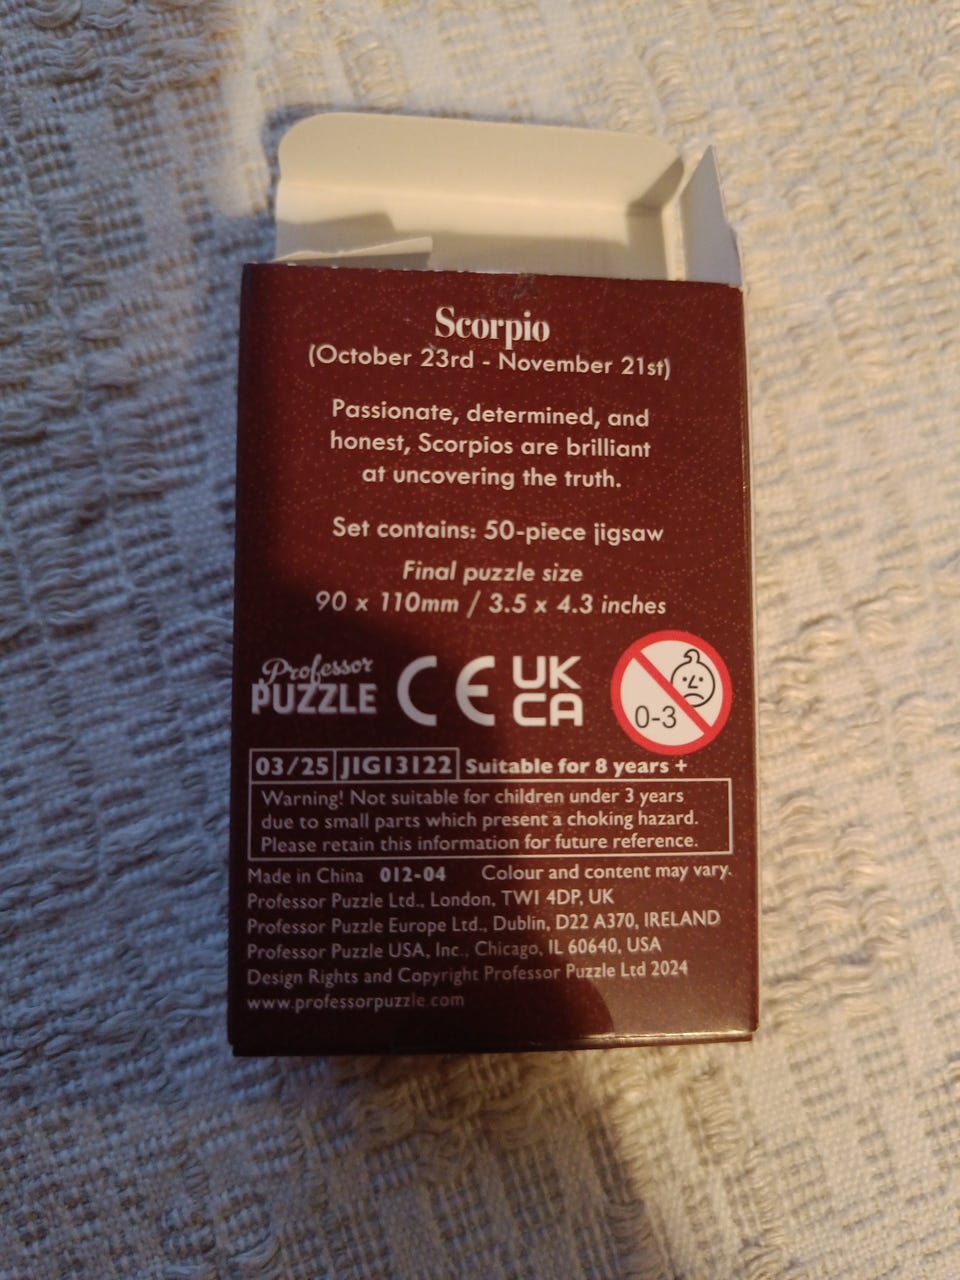 Scorpio
(October 23rd - November 21st)
Passionate, determined, and
honest, Scorpios are brilliant
at uncovering the truth.
Set contains: 50-piece jigsaw
Final puzzle size
90 x 110mm / 3.5 x 4.3 inches
Professor
PUZZLE
CE
UK
CA
0-3
03/25 JIG13122 Suitable for 8 years +
Warning! Not suitable for children under 3 years
due to small parts which present a choking hazard.
Please retain this information for future reference.
Made in China 012-04 Colour and content may vary.
Professor Puzzle Ltd., London, TW1 4DP, UK
Professor Puzzle Europe Ltd., Dublin, D22 A370, IRELAND
Professor Puzzle USA, Inc., Chicago, IL 60640, USA
Design Rights and Copyright Professor Puzzle Ltd 2024
www.professorpuzzle.com